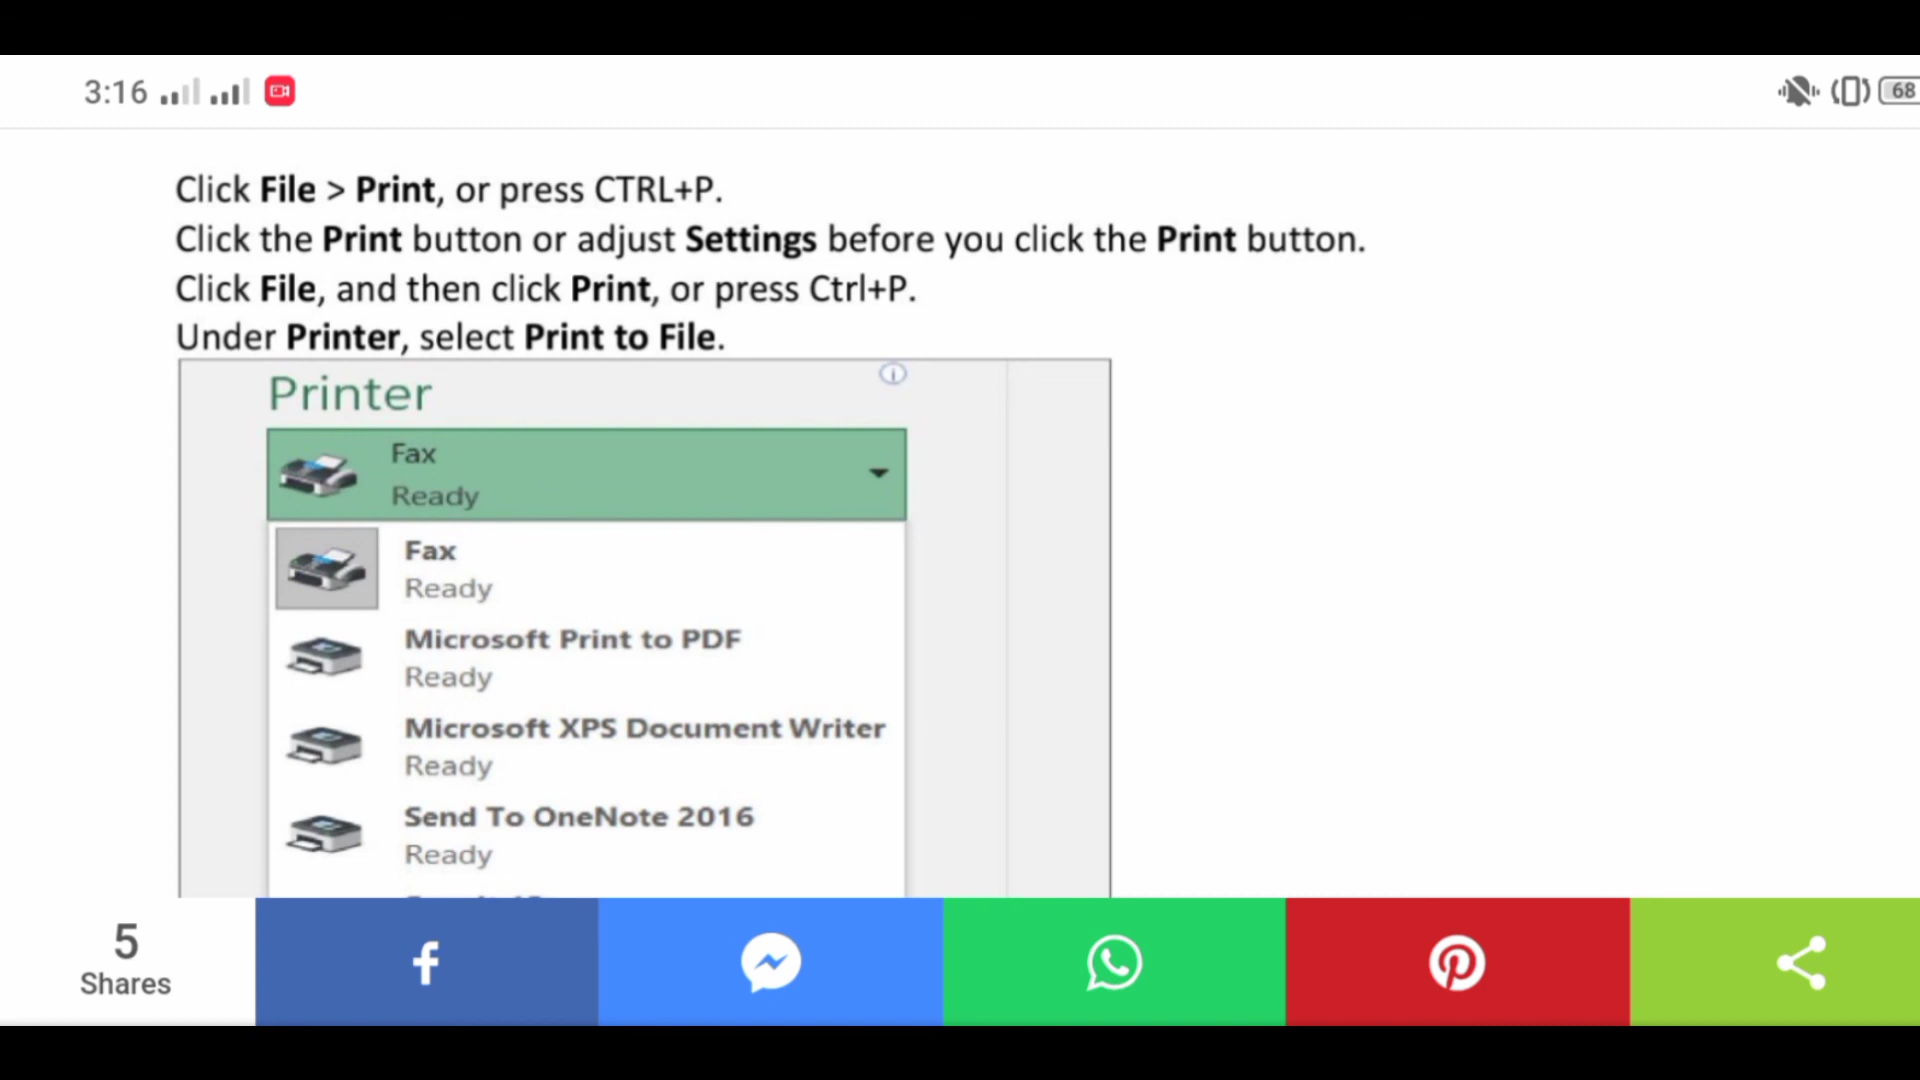 3:16
68
Click File > Print, or press CTRL+P.
Click the Print button or adjust Settings before you click the Print button.
Click File, and then click Print, or press Ctrl+P.
Under Printer, select Print to File.
Printer
Fax
Ready
Fax
Ready
Microsoft Print to PDF
Ready
Microsoft XPS Document Writer
Ready
Send To OneNote 2016
Ready
5
Shares